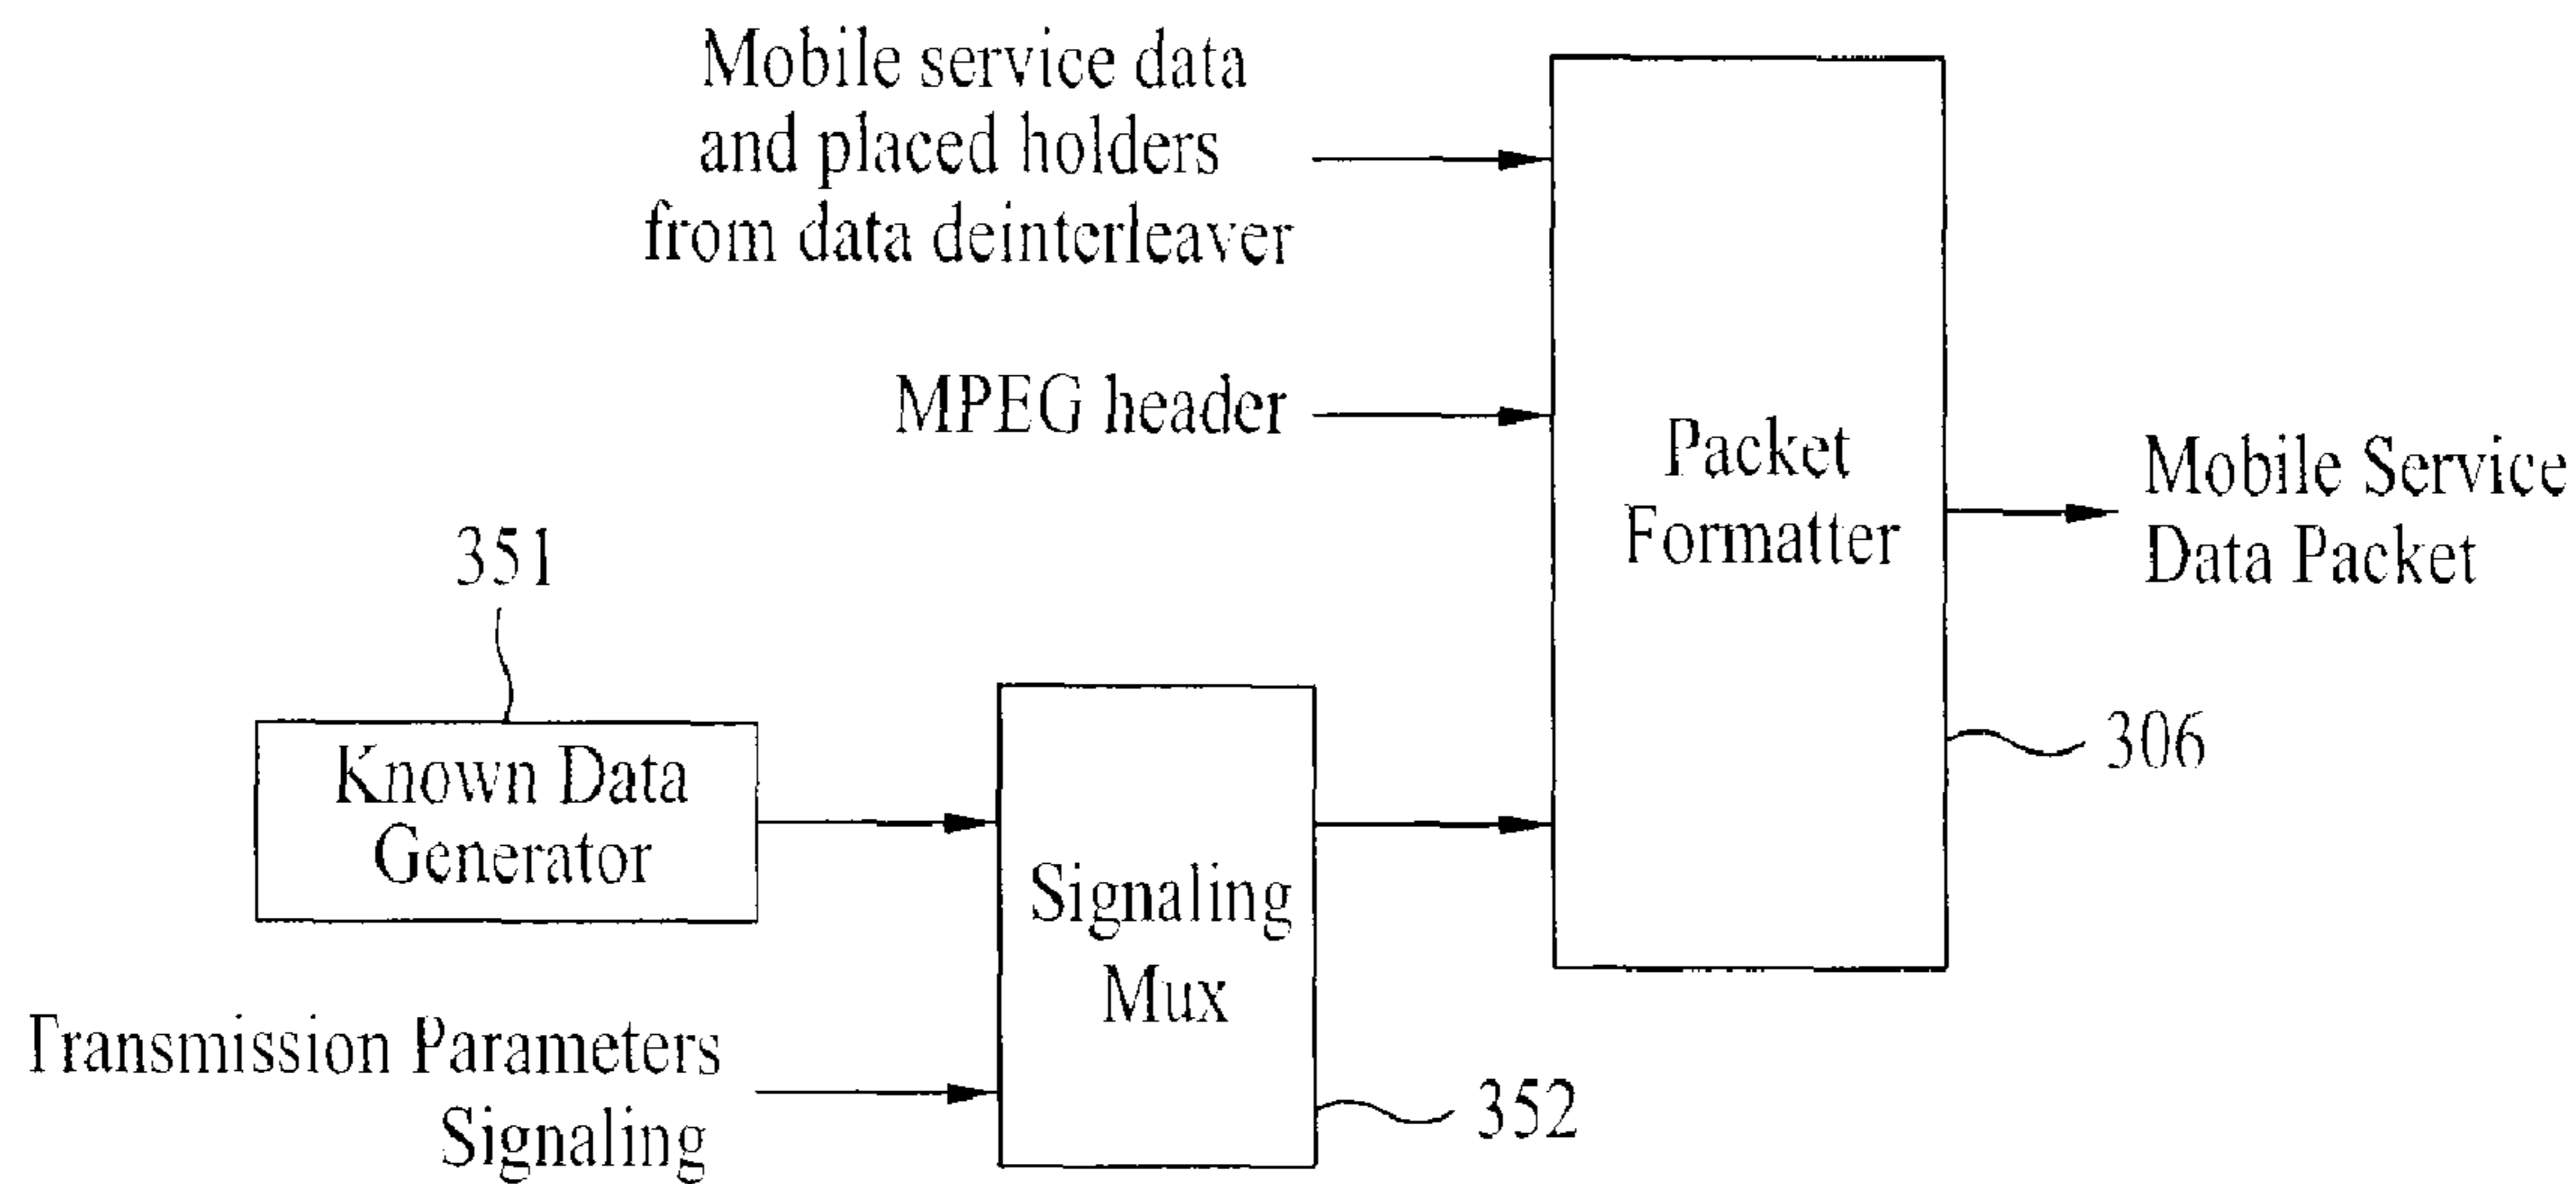 Mobile service data
and placed holders
from data deinterleaver
MPEG header
Packet
Formatter
Mobile Service
Data Packet
351
306
Known Data
Generator
Signaling
Mux
Transmission Parameters
Signaling
352